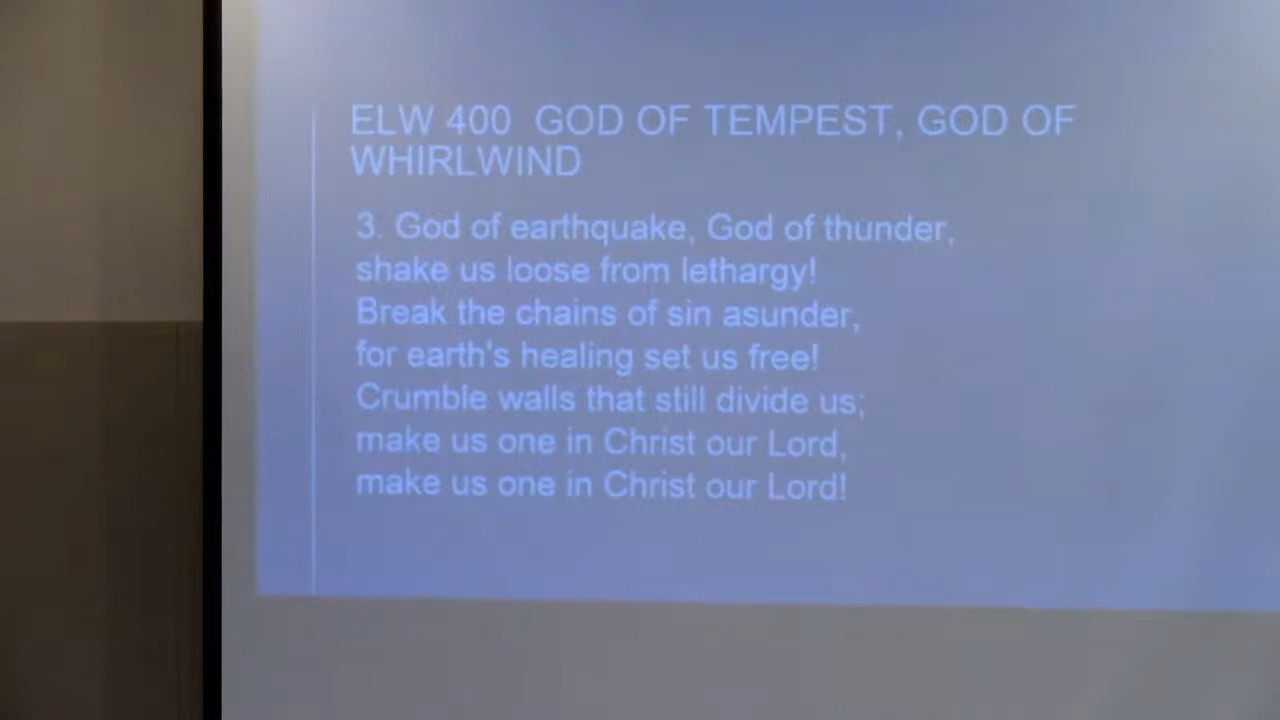 ELW 400 GOD OF TEMPEST, GOD OF
WHIRLWIND
3. God of earthquake, God of thunder,
shake us loose from lethargy!
Break the chains of sin asunder,
for earth's healing set us free!
Crumble walls that still divide us;
make us one in Christ our Lord,
make us one in Christ our Lord!